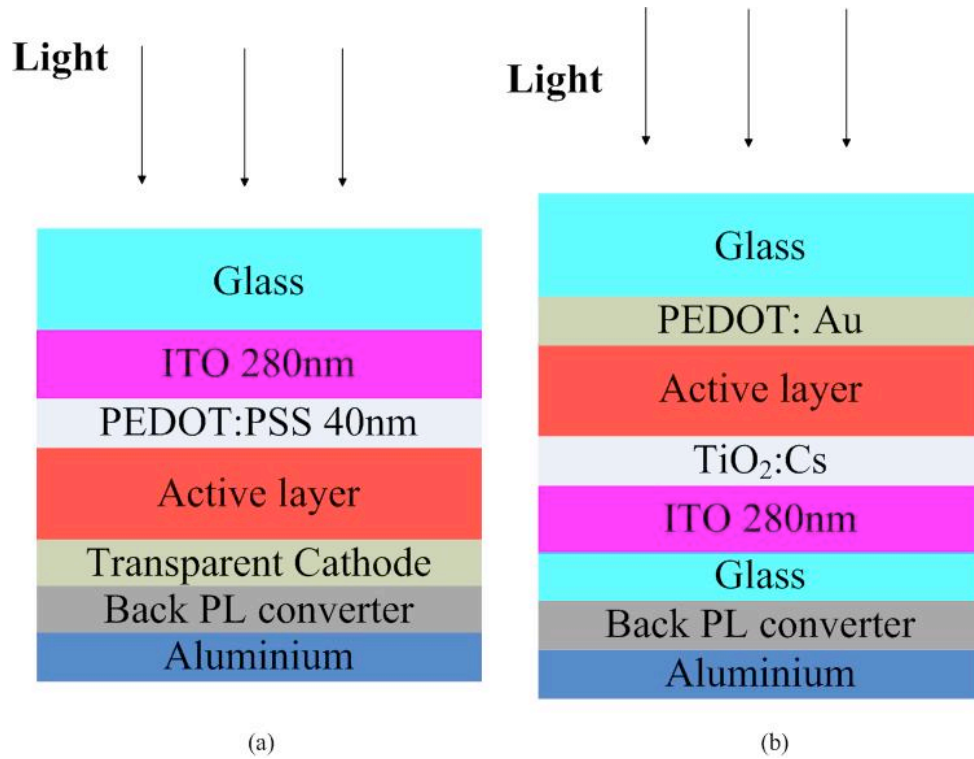 Light
Glass
ITO 280nm
PEDOT:PSS 40nm
Active layer
Transparent Cathode
Back PL converter
Aluminium
(a)
Light
Glass
PEDOT: Au
Active layer
TiO₂:Cs
ITO 280nm
Glass
Back PL converter
Aluminium
(b)